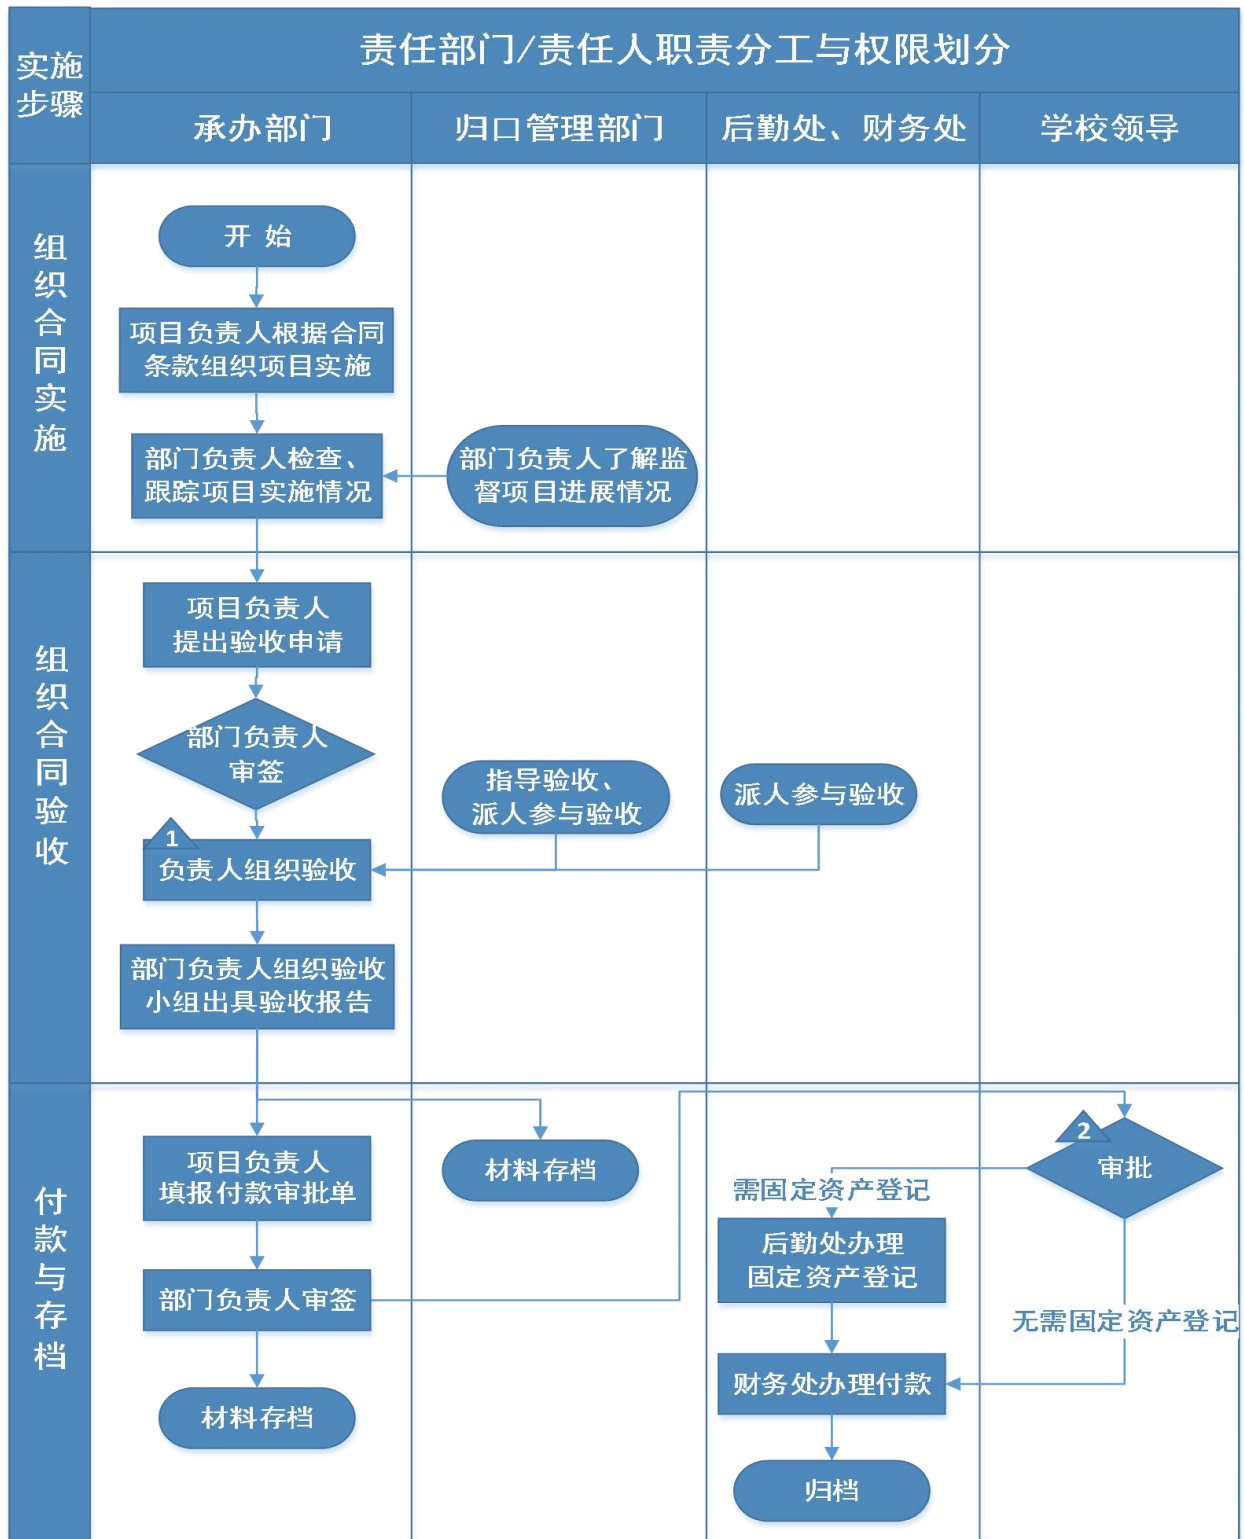 实施
步骤
责任部门/责任人职责分工与权限划分
承办部门
归口管理部门
后勤处、财务处
学校领导
组织合同实施
开 始
项目负责人根据合同
条款组织项目实施
部门负责人检查、
跟踪项目实施情况
部门负责人了解监
督项目进展情况
组织合同验收
项目负责人
提出验收申请
部门负责人
审签
指导验收、
派人参与验收
派人参与验收
1
负责人组织验收
部门负责人组织验收
小组出具验收报告
付款与存档
项目负责人
填报付款审批单
材料存档
2
审批
需固定资产登记
后勤处办理
固定资产登记
部门负责人审签
无需固定资产登记
财务处办理付款
材料存档
归档